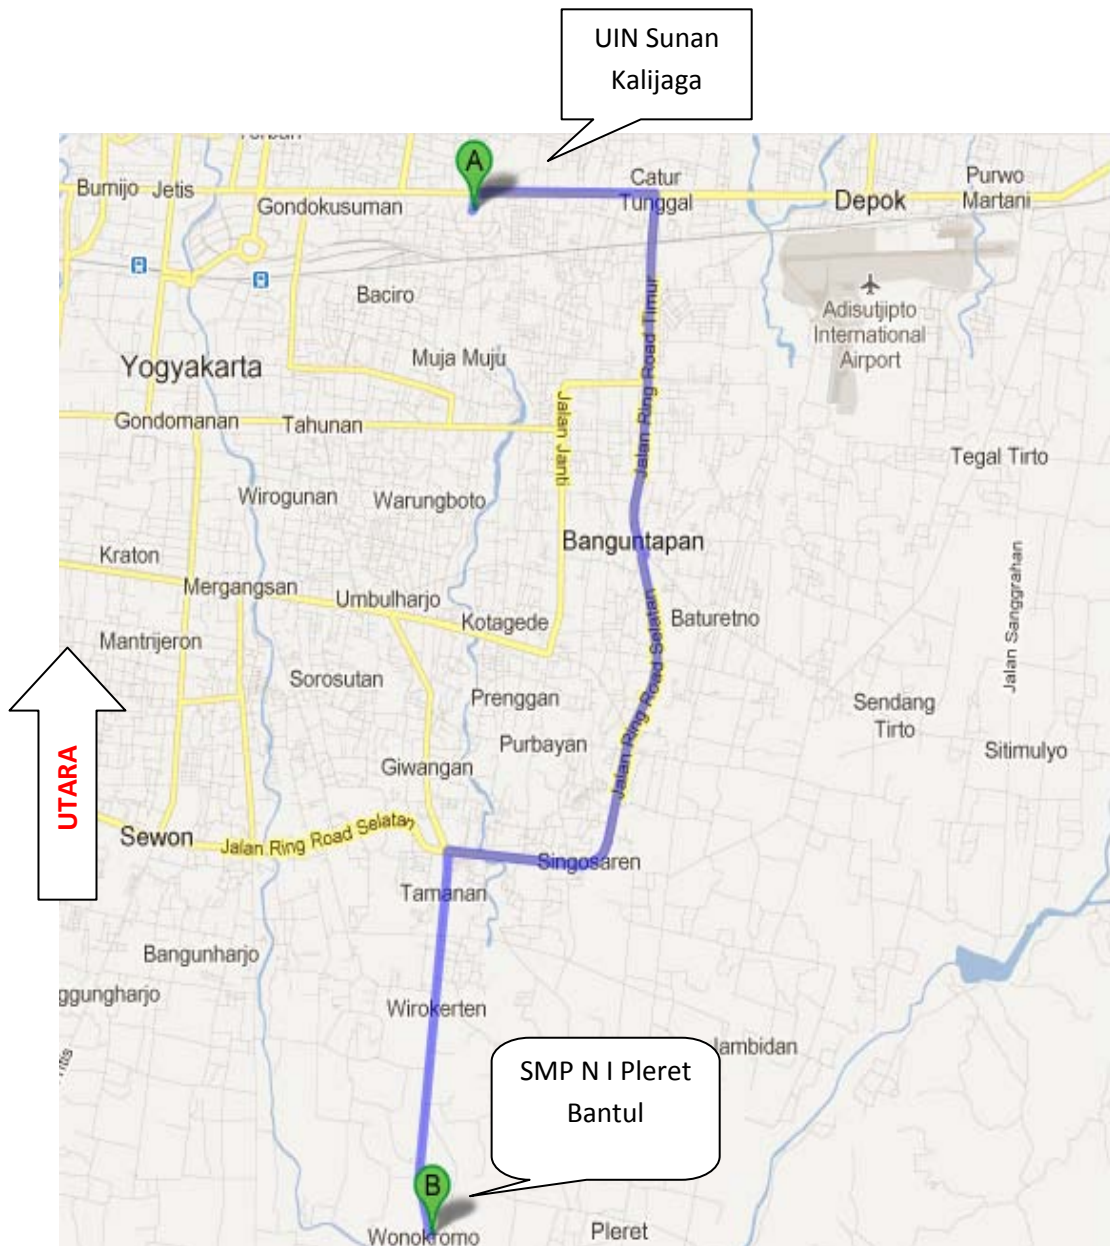 UIN Sunan
Kalijaga
A
Catur
Tunggal
Purwo
Martani
Bumijo
Jetis
Gondokusuman
Depok
Baciro
Adisutjipto
International
Airport
Jalan Ring Road Timur
Muja Muju
Yogyakarta
Gondomanan
Tahunan
Jalan Janti
Tegal Tirto
Wirogunan
Warungboto
Banguntapan
Kraton
Mergangsan
Umbulharjo
Kotagede
Baturetno
Jalan Sanggrahan
Mantrijeron
Sorosutan
Prenggan
Jalan Ring Road Selatan
Sendang
Tirto
Purbayan
Sitimulyo
UTARA
Giwangan
Sewon
Jalan Ring Road Selatan
Singosaren
Tamanan
Bangunharjo
ggungharjo
Wirokerten
Jambidan
SMP N I Pleret
Bantul
B
Wonokromo
Pleret